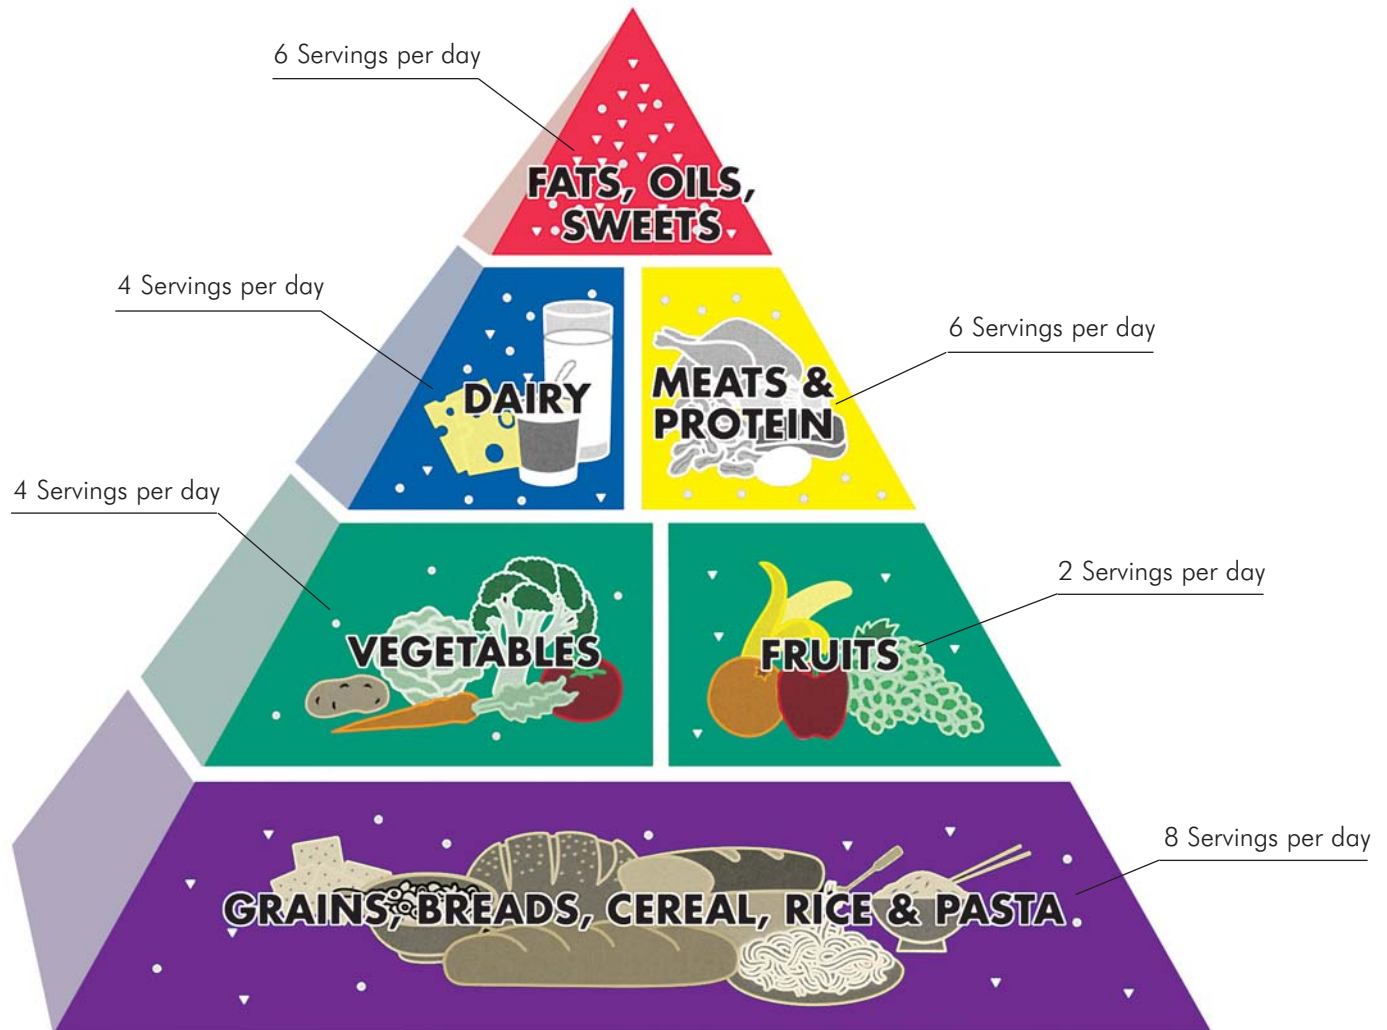 6 Servings per day
FATS, OILS,
SWEETS
4 Servings per day
DAIRY
MEATS &
PROTEIN
6 Servings per day
4 Servings per day
VEGETABLES
FRUITS
2 Servings per day
8 Servings per day
GRAINS, BREADS, CEREAL, RICE & PASTA